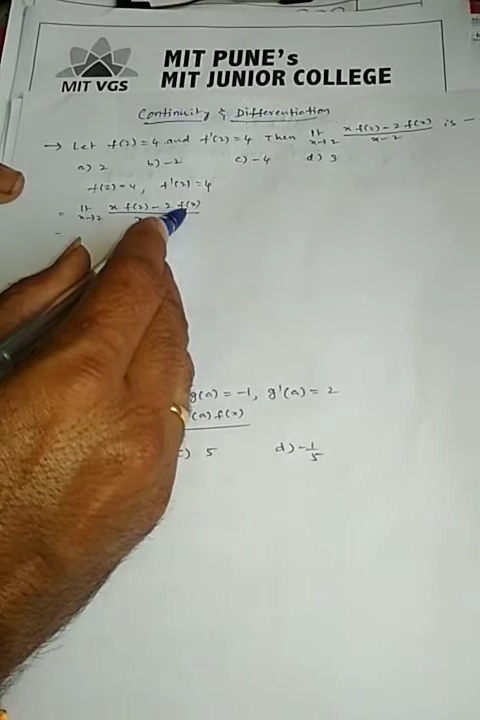 MIT VGS
MIT PUNE's
MIT JUNIOR COLLEGE
Continuity & Differentiation
→ Let f(2) = 4 and f'(2) = 4 Then lt x→2 (x f(2) - 2 f(x))/(x-2) is -
a) 2 b) -2 c) -4 d) 3
f(2) = 4, f'(2) = 4
= lt x→2 x f(2) - 2 f(x)
=
g(a) = -1, g'(a) = 2
(a) f(x)
c) 5 d) -1/5